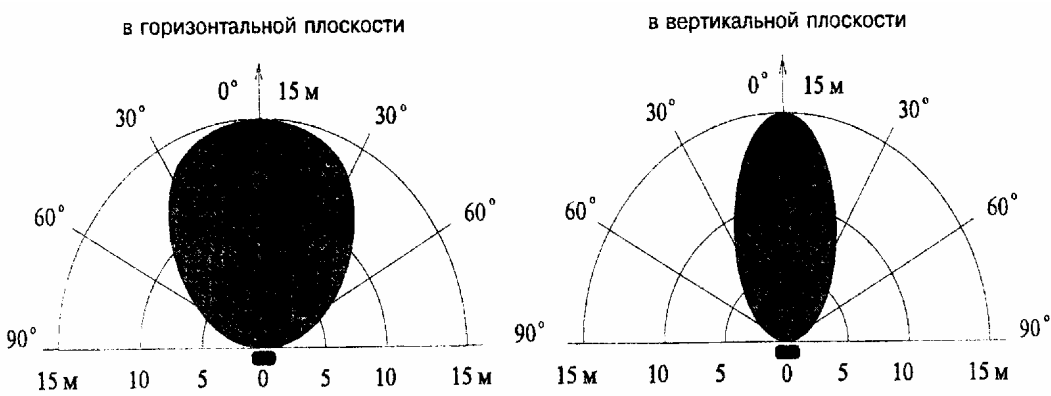 в горизонтальной плоскости
0° 15 м
30° 30°
60° 60°
90° 90°
15 м 10 5 0 5 10 15 м
в вертикальной плоскости
0° 15 м
30° 30°
60° 60°
90° 90°
15 м 10 5 0 5 10 15 м